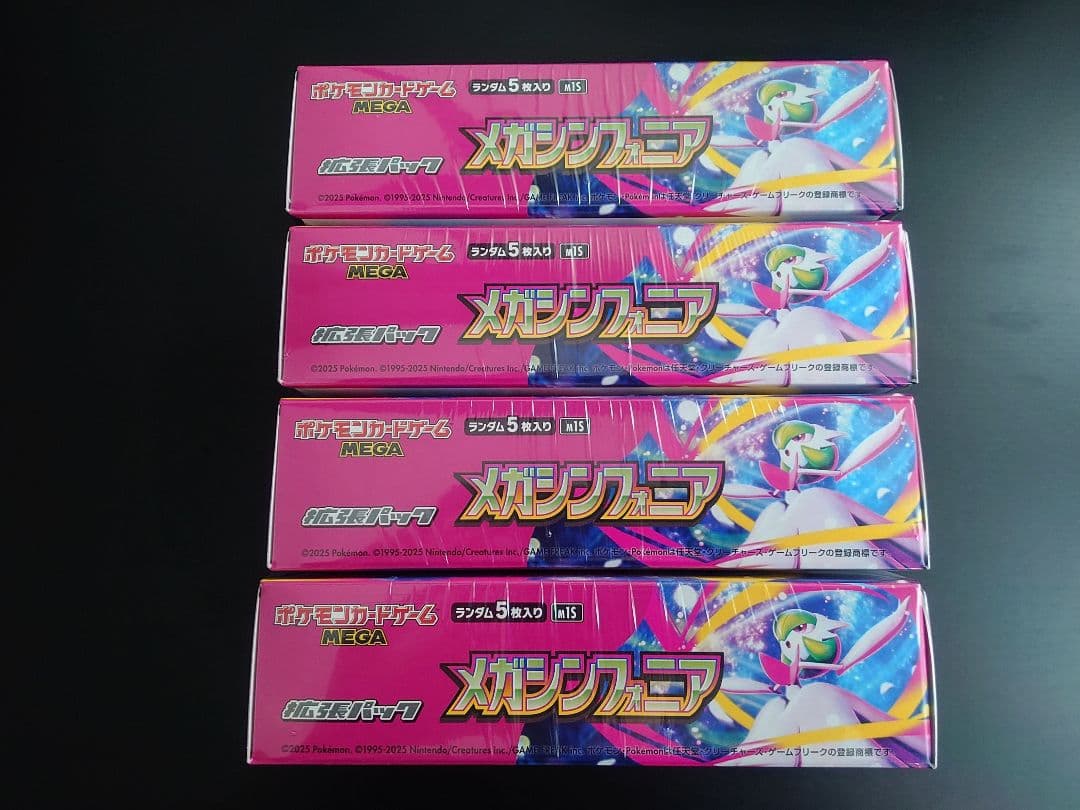 ポケモンカードゲーム ランダム5枚入り M1S
MEGA
メガシンフォニア
拡張パック
©2025 Pokémon. ©1995-2025 Nintendo/Creatures Inc./GAME FREAK inc. ポケモン・Pokémonは任天堂・クリーチャーズ・ゲームフリークの登録商標です
ポケモンカードゲーム ランダム5枚入り M1S
MEGA
メガシンフォニア
拡張パック
©2025 Pokémon. ©1995-2025 Nintendo/Creatures Inc./GAME FREAK inc. ポケモン・Pokémonは任天堂・クリーチャーズ・ゲームフリークの登録商標です
ポケモンカードゲーム ランダム5枚入り M1S
MEGA
メガシンフォニア
拡張パック
©2025 Pokémon. ©1995-2025 Nintendo/Creatures Inc./GAME FREAK inc. ポケモン・Pokémonは任天堂・クリーチャーズ・ゲームフリークの登録商標です
ポケモンカードゲーム ランダム5枚入り M1S
MEGA
メガシンフォニア
拡張パック
©2025 Pokémon. ©1995-2025 Nintendo/Creatures Inc./GAME FREAK inc. ポケモン・Pokémonは任天堂・クリーチャーズ・ゲームフリークの登録商標です